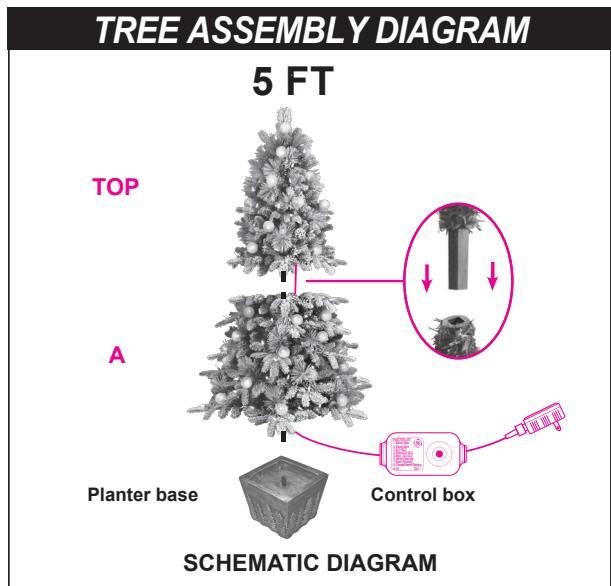 TREE ASSEMBLY DIAGRAM
5 FT
TOP
A
Planter base
Control box
SCHEMATIC DIAGRAM